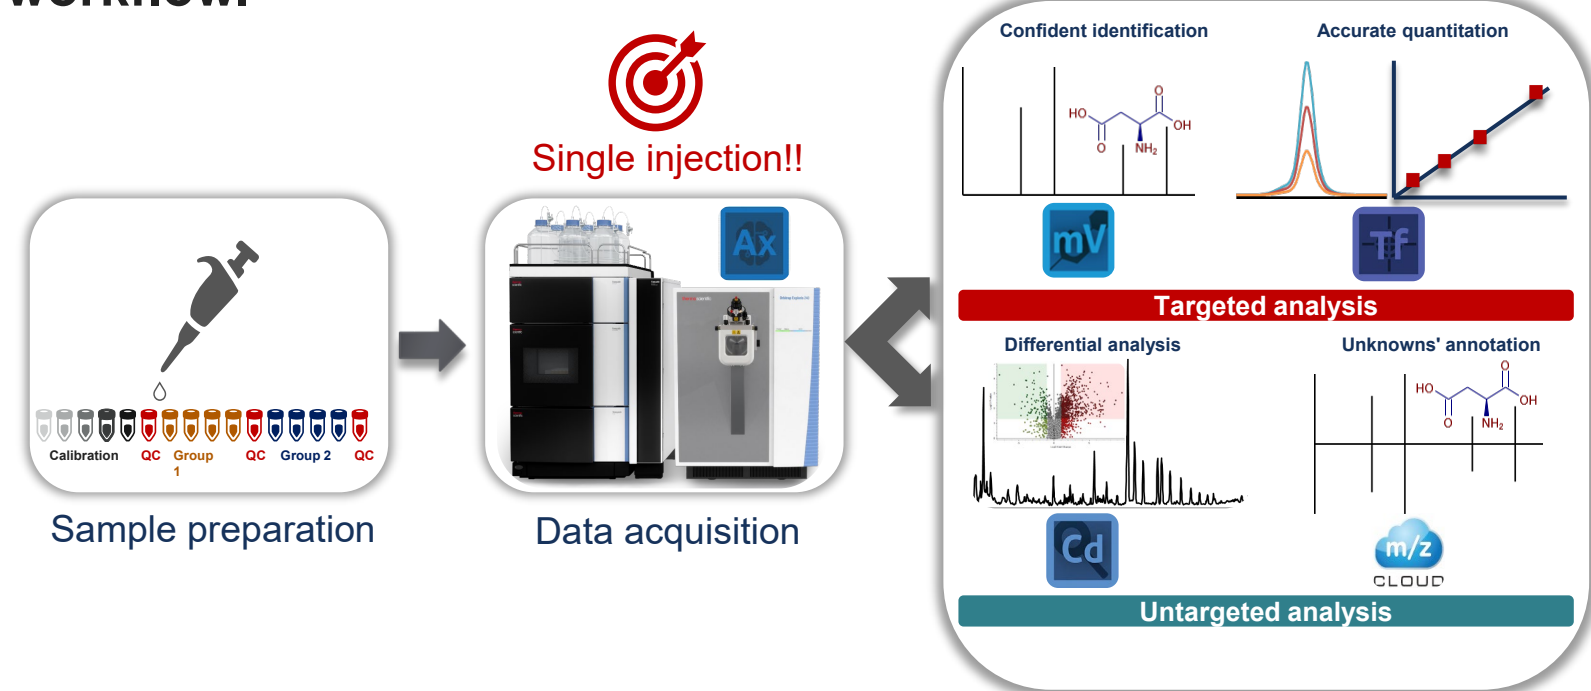 workflow.
Single injection!!
Calibration
QC
Group
1
QC
Group 2
QC
Sample preparation
Ax
Data acquisition
Confident identification
Accurate quantitation
HO
O
O
OH
NH2
mV
Tf
Targeted analysis
Differential analysis
Unknowns' annotation
HO
O
O
OH
NH2
Cd
m/z
CLOUD
Untargeted analysis